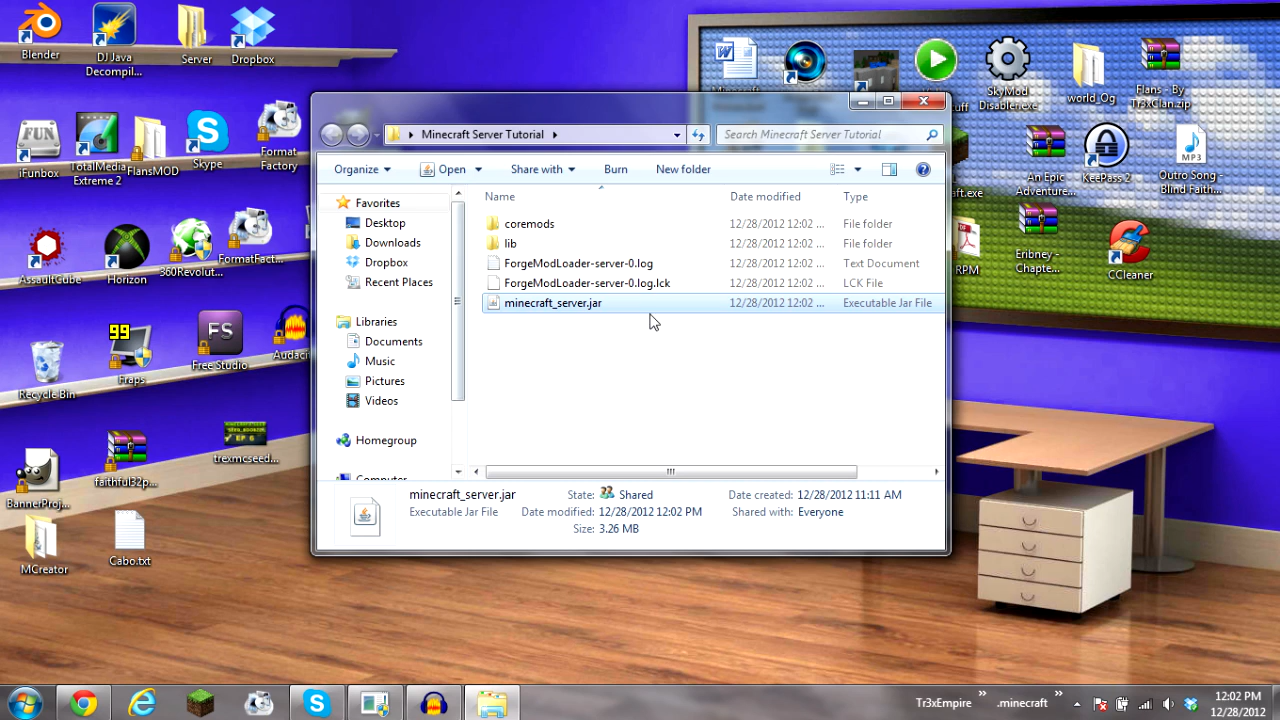 Blender
DJ Java
Decompil...
Server
Dropbox
iFunbox
TotalMedia
Extreme 2
FlansMOD
Skype
Format
Factory
AssaultCube
Horizon
360Revolut...
FormatFact...
Recycle Bin
99
Fraps
FS
Free Studio
Audaci
BannerProj...
faithful32p...
trexmcseed...
MCreator
Cabo.txt
SkyMod
Disabler.exe
world_Og
Flans - By
Tr3xClan.zip
An Epic
Adventure...
KeePass 2
MP3
Outro Song -
Blind Faith...
RPM
Eribney -
Chapte...
CCleaner
Minecraft Server Tutorial
Search Minecraft Server Tutorial
Organize
Open
Share with
Burn
New folder
Favorites
Desktop
Downloads
Dropbox
Recent Places
Libraries
Documents
Music
Pictures
Videos
Homegroup
Computer
Name Date modified Type
coremods 12/28/2012 12:02 ... File folder
lib 12/28/2012 12:02 ... File folder
ForgeModLoader-server-0.log 12/28/2012 12:02 ... Text Document
ForgeModLoader-server-0.log.lck 12/28/2012 12:02 ... LCK File
minecraft_server.jar 12/28/2012 12:02 ... Executable Jar File
minecraft_server.jar State: Shared Date created: 12/28/2012 11:11 AM
Executable Jar File Date modified: 12/28/2012 12:02 PM Shared with: Everyone
Size: 3.26 MB
Tr3xEmpire
.minecraft
12:02 PM
12/28/2012